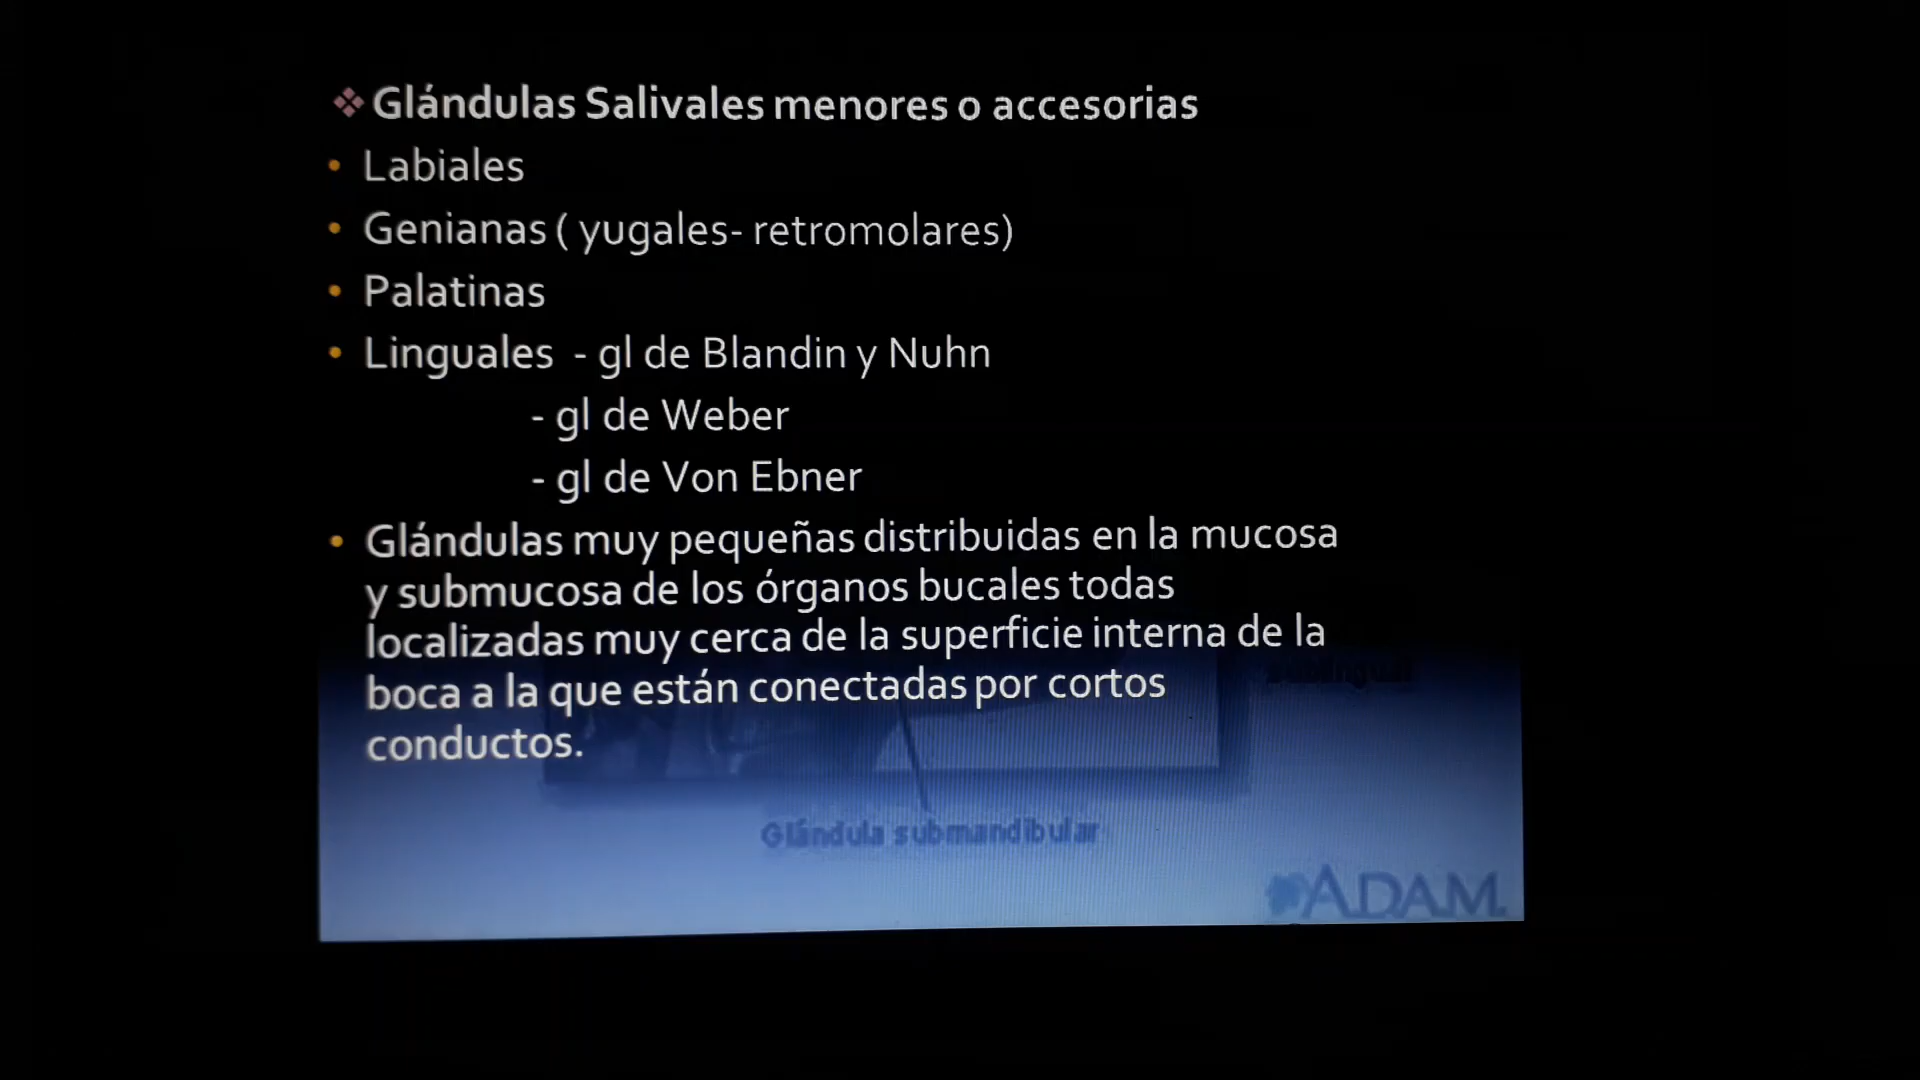 ❖ Glándulas Salivales menores o accesorias
• Labiales
• Genianas ( yugales- retromolares)
• Palatinas
• Linguales - gl de Blandin y Nuhn
- gl de Weber
- gl de Von Ebner
• Glándulas muy pequeñas distribuidas en la mucosa
y submucosa de los órganos bucales todas
localizadas muy cerca de la superficie interna de la
boca a la que están conectadas por cortos
conductos.
sublingual
Glándula submandibular
A.D.A.M.